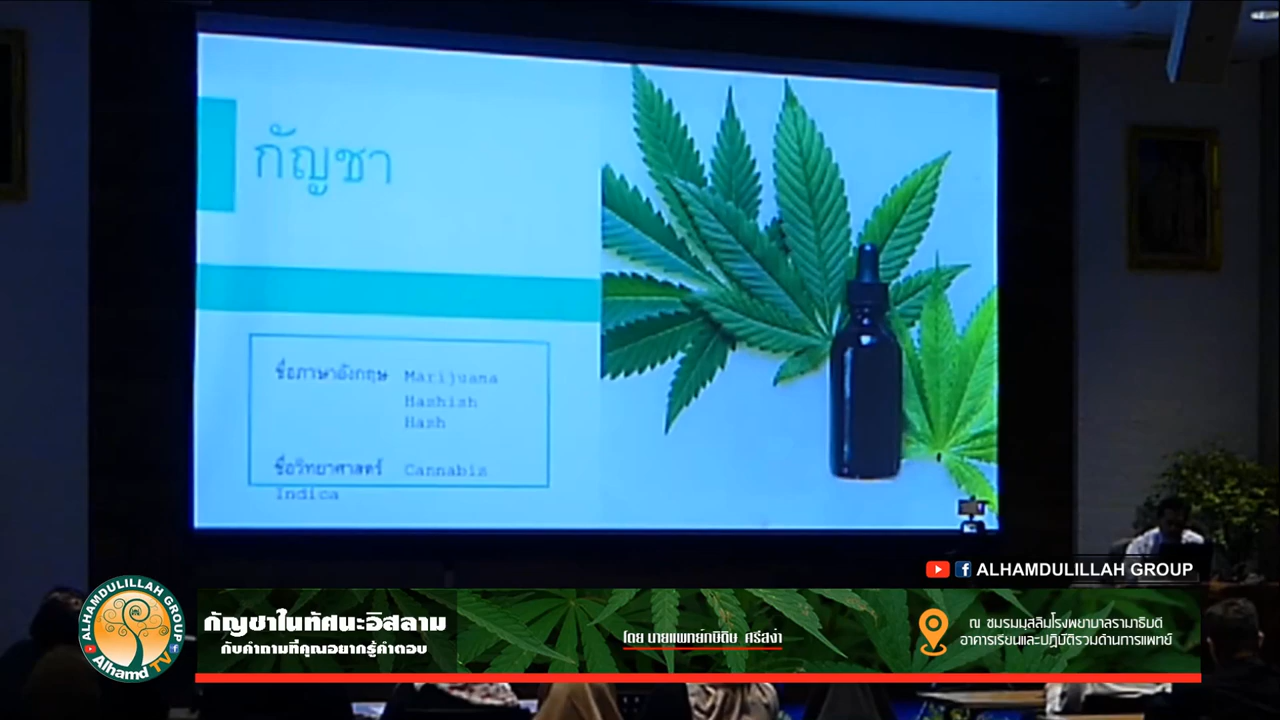 กัญชา
ชื่อภาษาอังกฤษ Marijuana
Hashish
Hash
ชื่อวิทยาศาสตร์ Cannabis
Indica
ALHAMDULILLAH GROUP
ALHAMDULILLAH GROUP
Alhamd TV
กัญชาในทัศนะอิสลาม
กับคำถามที่คุณอยากรู้คำตอบ
โดย นายแพทย์กษิดิษ ศรีสง่า
ณ ชมรมมุสลิมโรงพยาบาลรามาธิบดี
อาคารเรียนและปฏิบัติรวมด้านการแพทย์